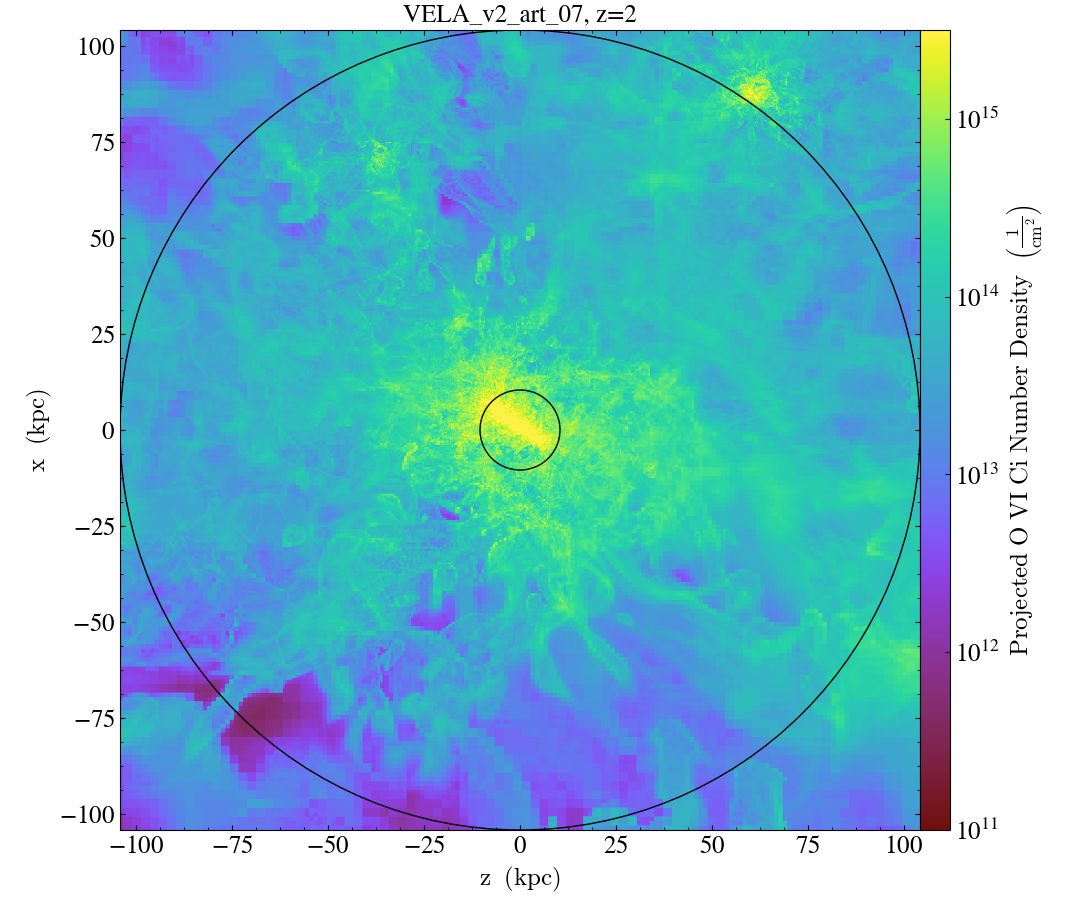 VELA_v2_art_07, z=2
100
75
50
25
0
−25
−50
−75
−100
x (kpc)
−100 −75 −50 −25 0 25 50 75 100
z (kpc)
10^15
10^14
10^13
10^12
10^11
Projected O VI Ci Number Density (1/cm^2)